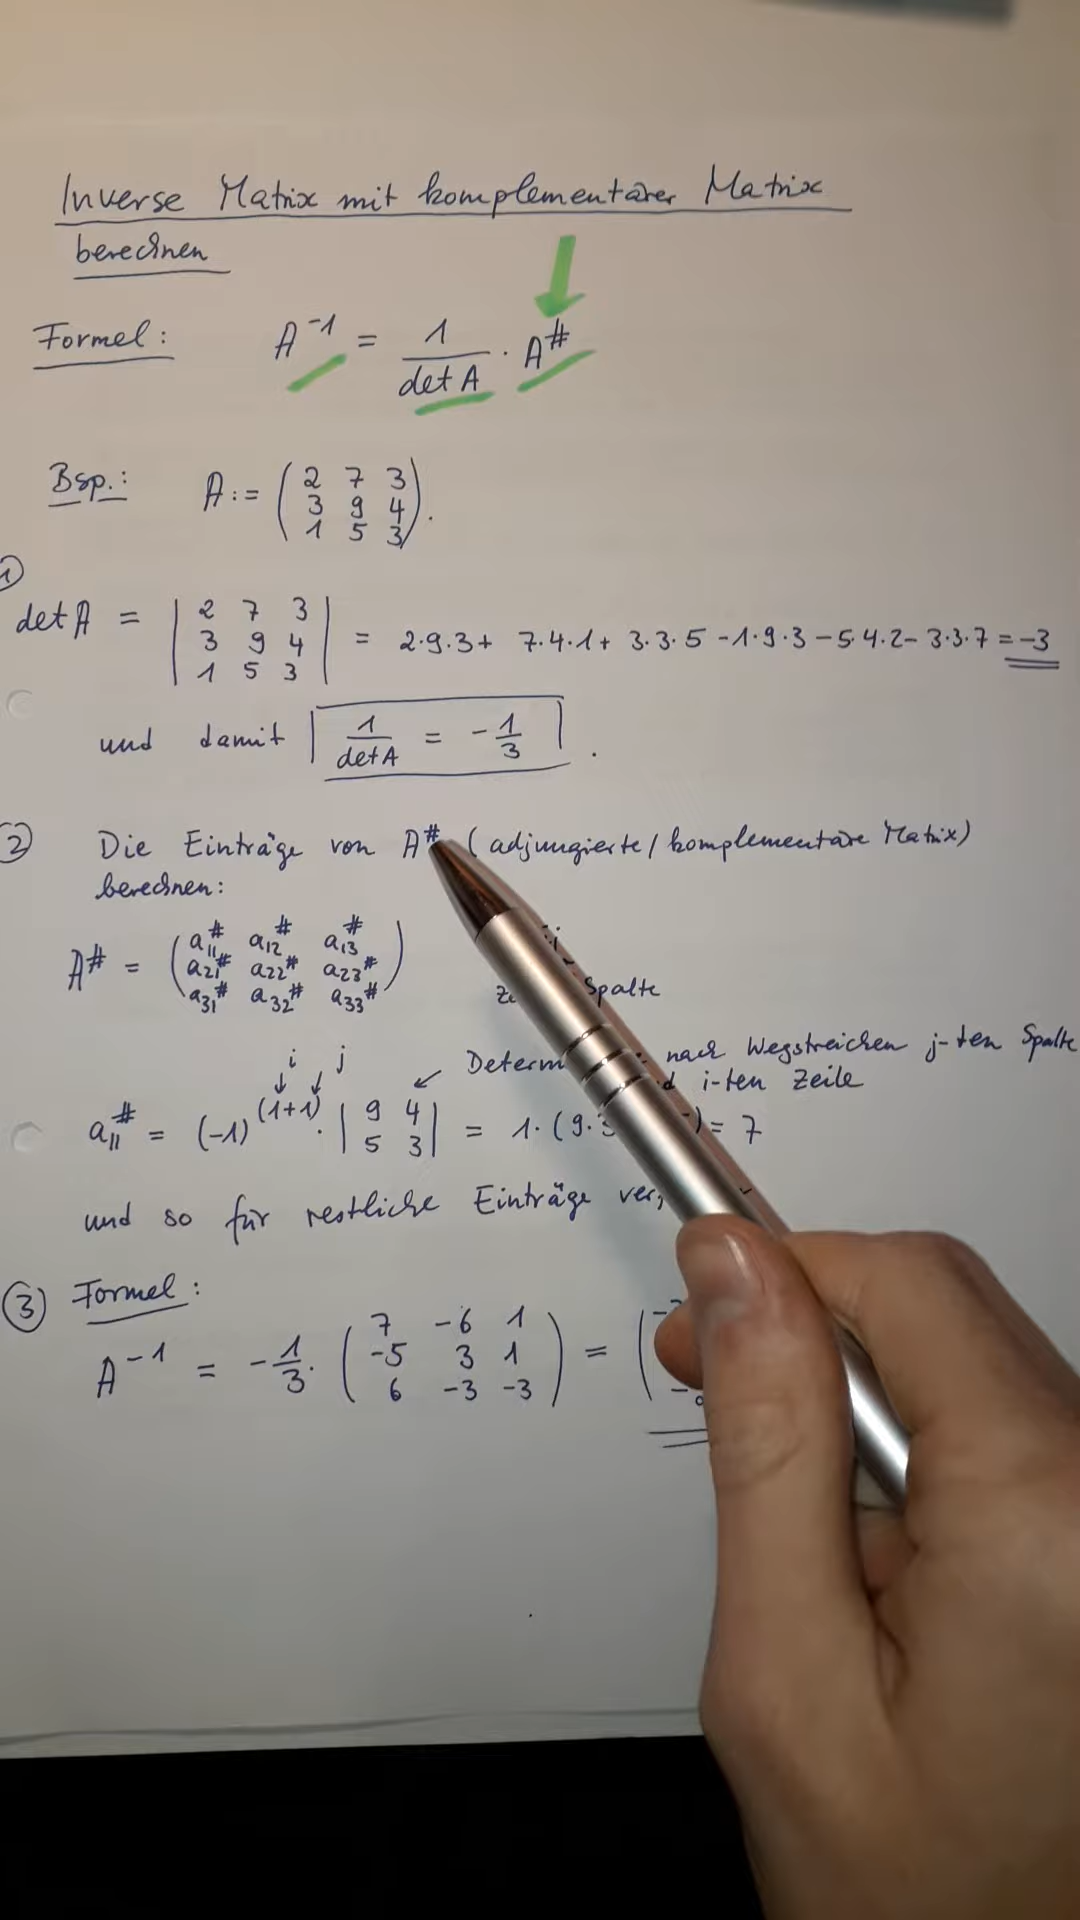 Inverse Matrix mit komplementärer Matrix
berechnen
Formel: A⁻¹ = 1/det A · A^#
Bsp.: A := (2 7 3
3 9 4
1 5 3).
1
det A = |2 7 3
3 9 4
1 5 3| = 2·9·3 + 7·4·1 + 3·3·5 - 1·9·3 - 5·4·2 - 3·3·7 = -3
und damit 1/det A = -1/3 .
2 Die Einträge von A^# (adjungierte / komplementäre Matrix)
berechnen:
A^# = (a₁₁^# a₁₂^# a₁₃^#
a₂₁^# a₂₂^# a₂₃^#
a₃₁^# a₃₂^# a₃₃^#)
Spalte
i j
nach Wegstreichen j-ten Spalte
i-ten Zeile
a₁₁^# = (-1)^(1+1) · |9 4
5 3| = 1·(9· = 7
und so für restliche Einträge
3 Formel:
A⁻¹ = -1/3 · (7 -6 1
-5 3 1
6 -3 -3) =